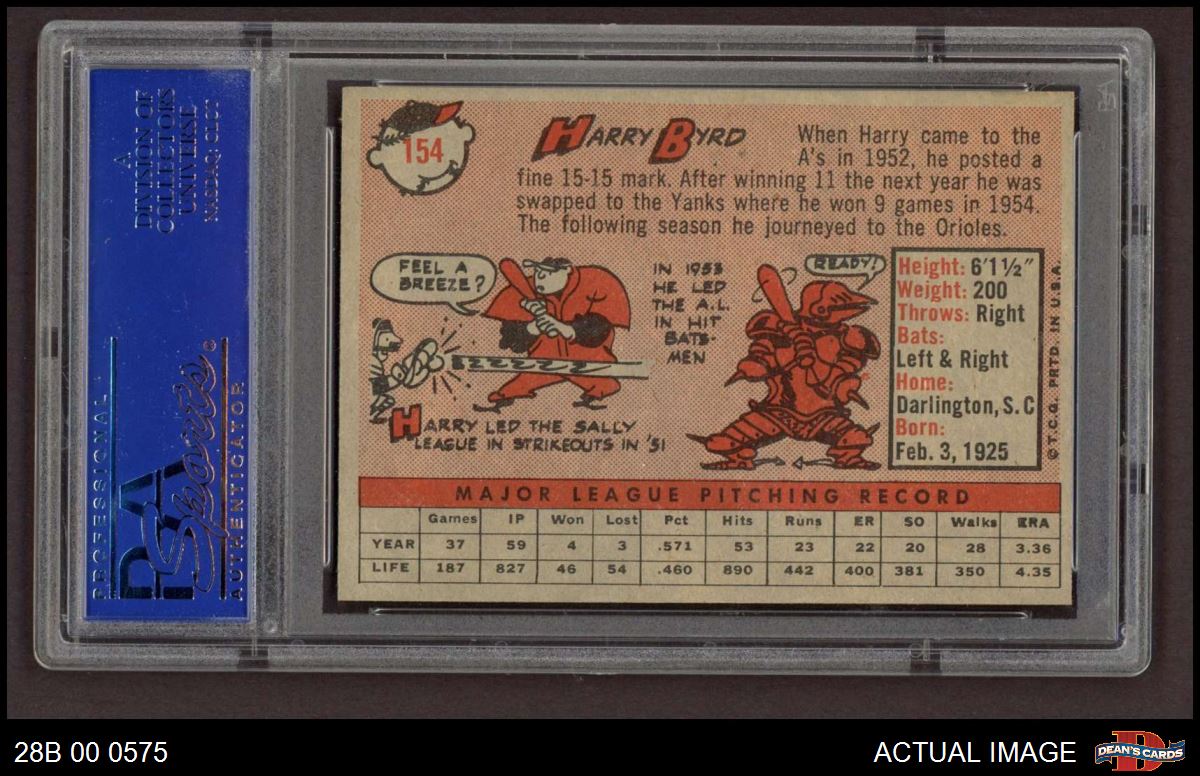 A
DIVISION OF
COLLECTORS
UNIVERSE
NASDAQ: CLCT
PROFESSIONAL
PSA
Sports
AUTHENTICATOR
154
HARRY BYRD
When Harry came to the
A's in 1952, he posted a
fine 15-15 mark. After winning 11 the next year he was
swapped to the Yanks where he won 9 games in 1954.
The following season he journeyed to the Orioles.
FEEL A
BREEZE?
HARRY LED THE SALLY
LEAGUE IN STRIKEOUTS IN '51
IN 1953
HE LED
THE A.L.
IN HIT
BATS-
MEN
READY!
Height: 6'1 1/2"
Weight: 200
Throws: Right
Bats:
Left & Right
Home:
Darlington, S.C
Born:
Feb. 3, 1925
© T.C.G. PRTD. IN U.S.A.
MAJOR LEAGUE PITCHING RECORD
Games IP Won Lost Pct Hits Runs ER SO Walks ERA
YEAR 37 59 4 3 .571 53 23 22 20 28 3.36
LIFE 187 827 46 54 .460 890 442 400 381 350 4.35
28B 00 0575
ACTUAL IMAGE
DEAN'S CARDS